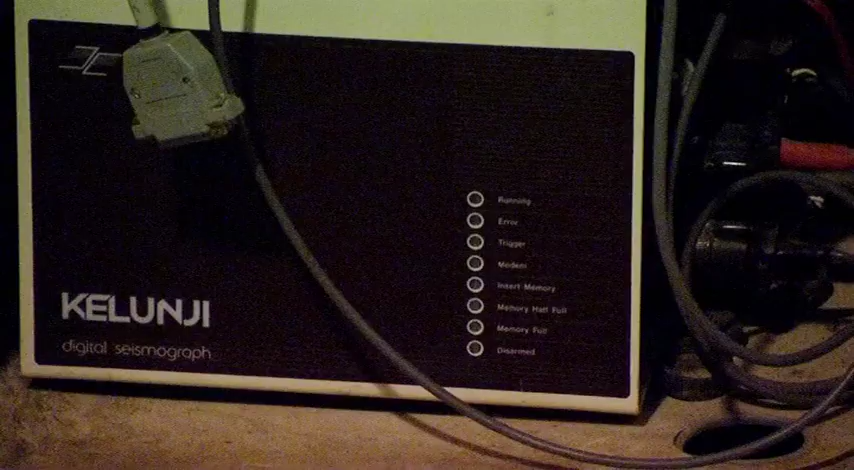 KELUNJI
digital seismograph
Running
Error
Trigger
Modem
Insert Memory
Memory Half Full
Memory Full
Disarmed